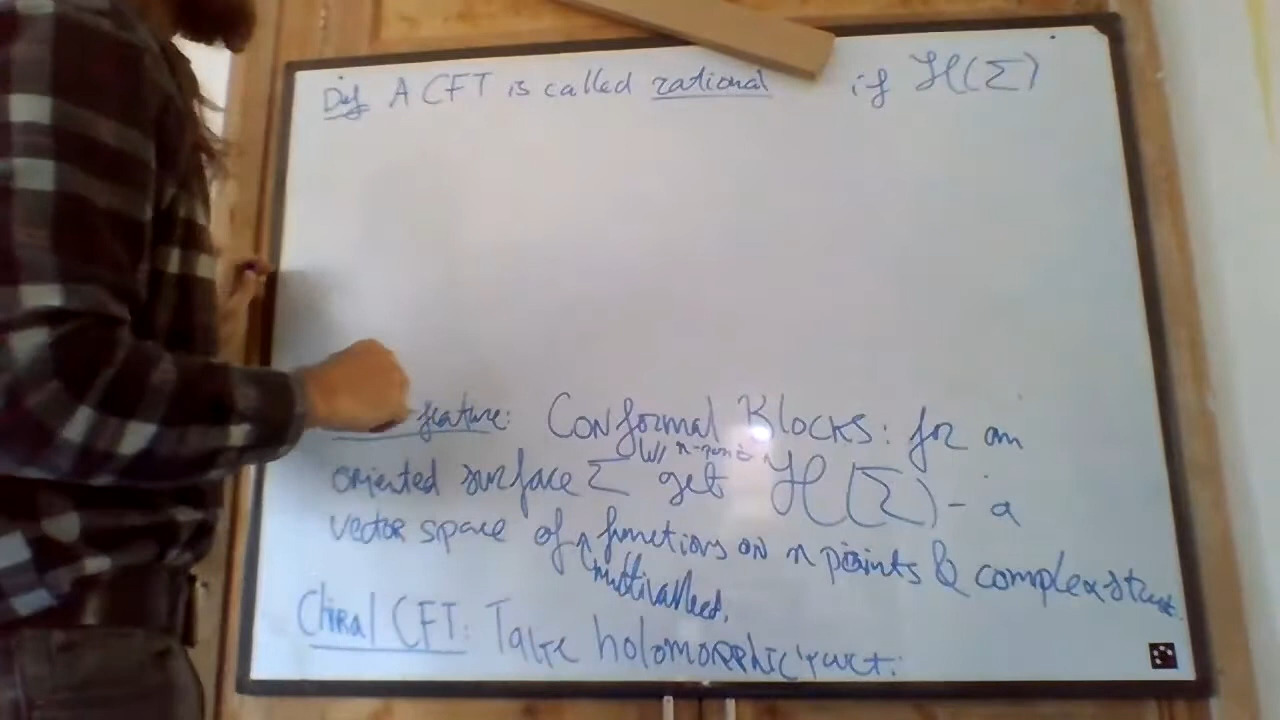 Def A CFT is called rational if ℋ(Σ)
feature: Conformal Blocks: for an
w/ n-points
oriented surface Σ get ℋ(Σ) - a
vector space of functions on n points & complex struct.
multivalued.
Chiral CFT: Take holomorphic funct.